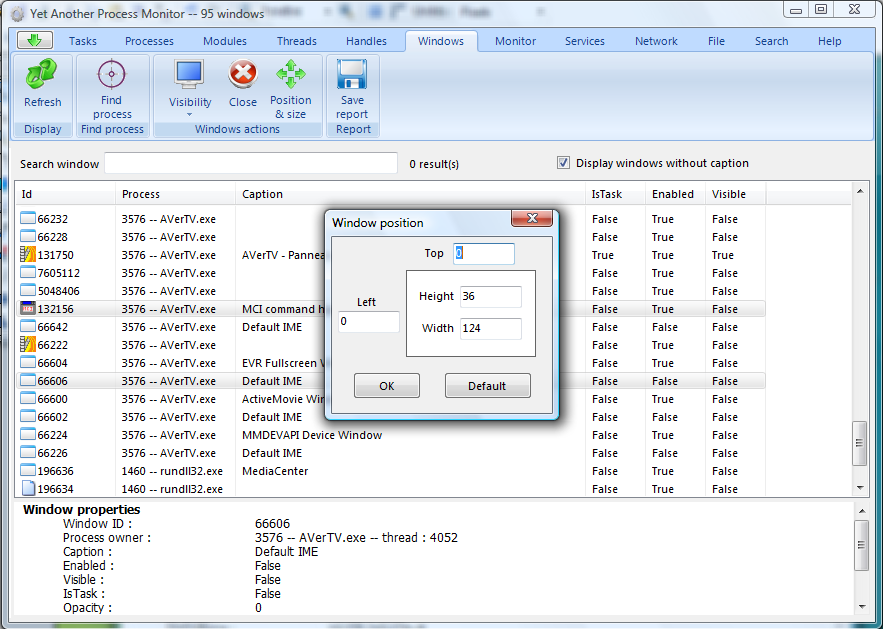 Yet Another Process Monitor -- 95 windows
Tasks Processes Modules Threads Handles Windows Monitor Services Network File Search Help
Refresh Find process Visibility Close Position & size Save report
Display Find process Windows actions Report
Search window 0 result(s) Display windows without caption
Id Process Caption IsTask Enabled Visible
66232 3576 -- AVerTV.exe False True False
66228 3576 -- AVerTV.exe False True False
131750 3576 -- AVerTV.exe AVerTV - Pannea True True True
7605112 3576 -- AVerTV.exe False True False
5048406 3576 -- AVerTV.exe False True False
132156 3576 -- AVerTV.exe MCI command h False True False
66642 3576 -- AVerTV.exe Default IME False False False
66222 3576 -- AVerTV.exe False True False
66604 3576 -- AVerTV.exe EVR Fullscreen False True False
66606 3576 -- AVerTV.exe Default IME False False False
66600 3576 -- AVerTV.exe ActiveMovie Win False True False
66602 3576 -- AVerTV.exe Default IME False False False
66224 3576 -- AVerTV.exe MMDEVAPI Device Window False True False
66226 3576 -- AVerTV.exe Default IME False False False
196636 1460 -- rundll32.exe MediaCenter False True False
196634 1460 -- rundll32.exe False True False
Window position
Top 0
Left 0
Height 36
Width 124
OK Default
Window properties
Window ID : 66606
Process owner : 3576 -- AVerTV.exe -- thread : 4052
Caption : Default IME
Enabled : False
Visible : False
IsTask : False
Opacity : 0